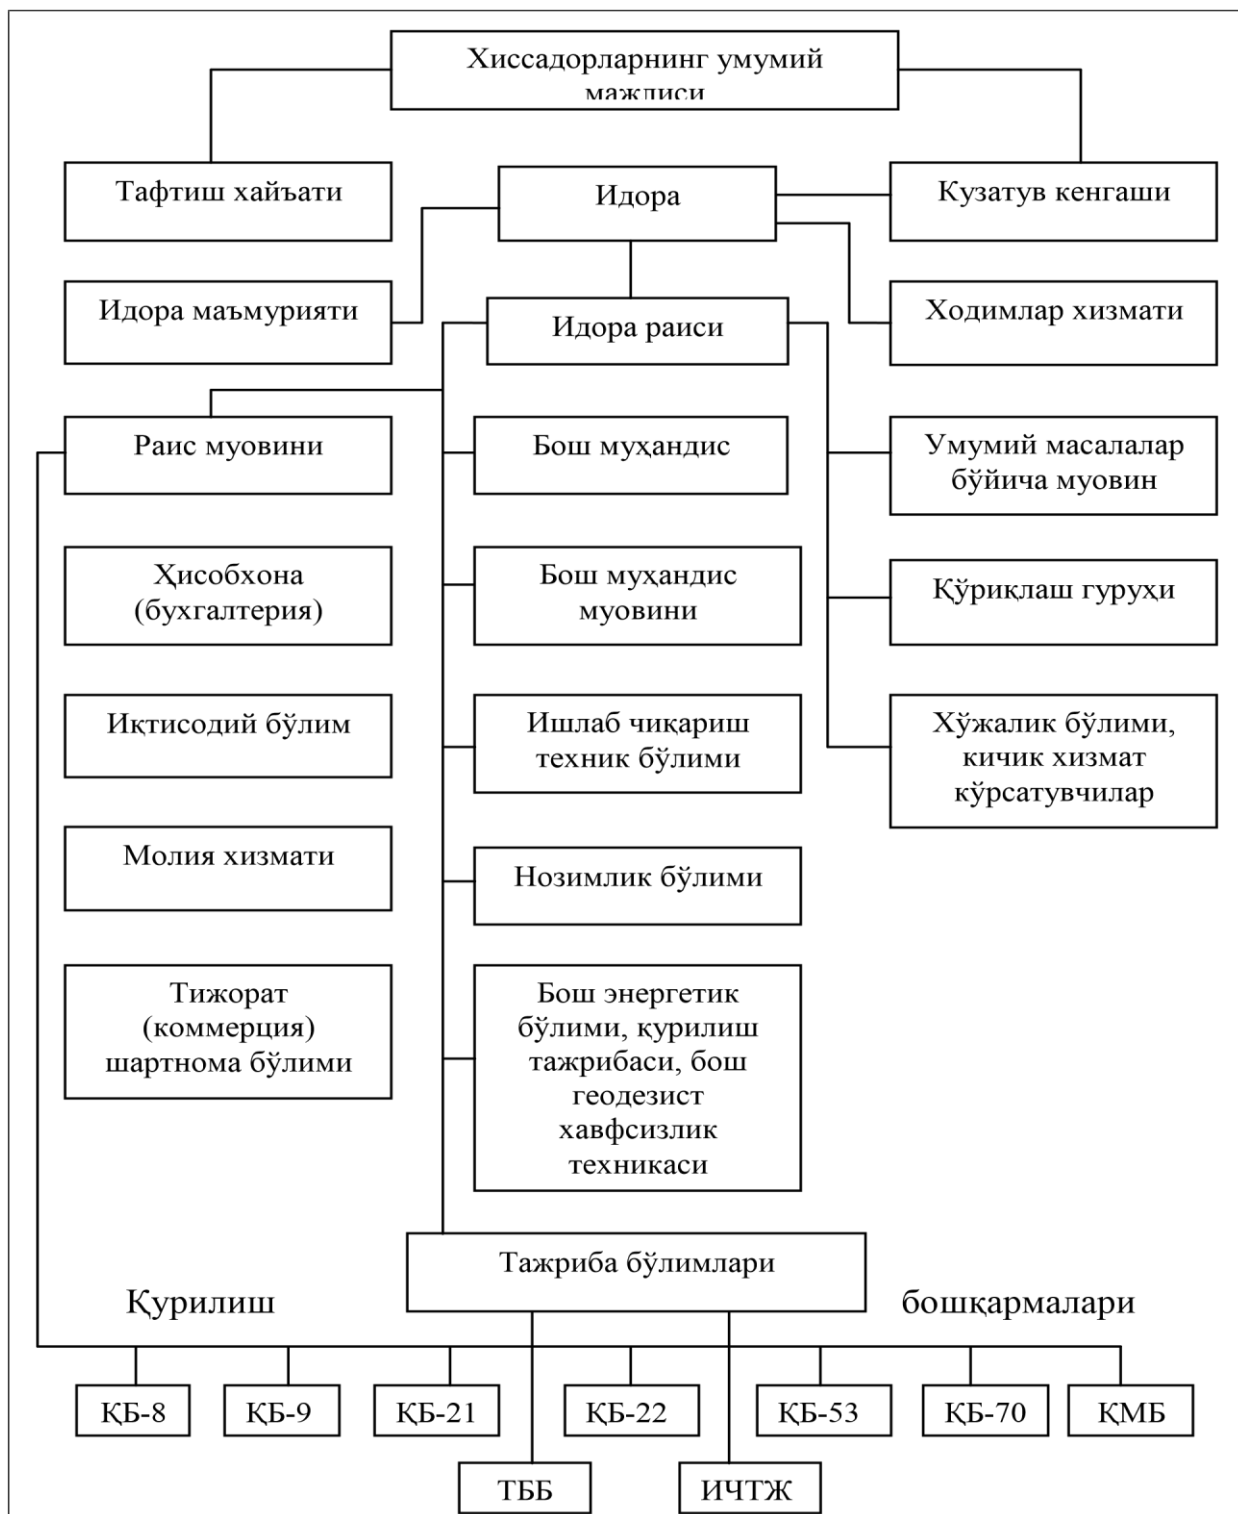 Хиссадорларнинг умумий
мажлиси
Тафтиш хайъати
Идора
Кузатув кенгаши
Идора маъмурияти
Идора раиси
Ходимлар хизмати
Раис муовини
Бош муҳандис
Умумий масалалар
бўйича муовин
Ҳисобхона
(бухгалтерия)
Бош муҳандис
муовини
Қўриқлаш гуруҳи
Иқтисодий бўлим
Ишлаб чиқариш
техник бўлими
Хўжалик бўлими,
кичик хизмат
кўрсатувчилар
Молия хизмати
Нозимлик бўлими
Тижорат
(коммерция)
шартнома бўлими
Бош энергетик
бўлими, қурилиш
тажрибаси, бош
геодезист
хавфсизлик
техникаси
Тажриба бўлимлари
Қурилиш
бошқармалари
ҚБ-8
ҚБ-9
ҚБ-21
ҚБ-22
ҚБ-53
ҚБ-70
ҚМБ
ТББ
ИЧТЖ